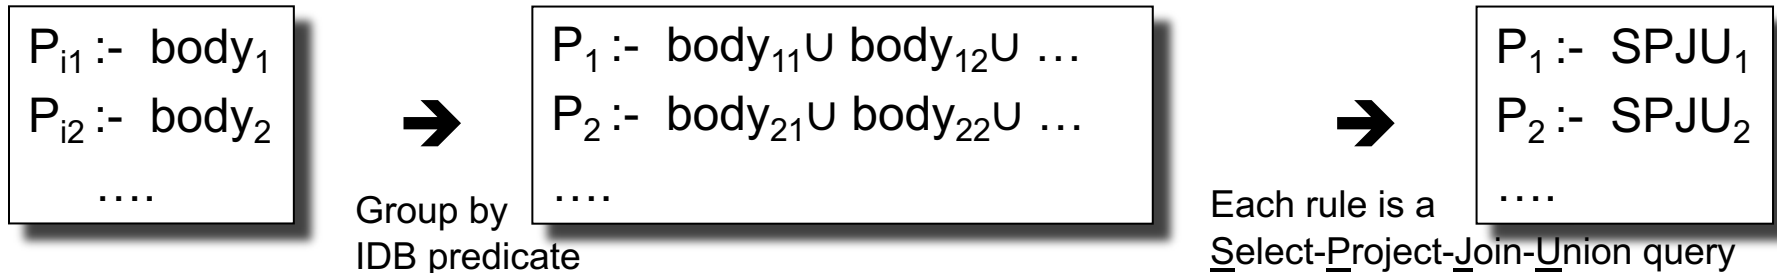 P_i1 :- body_1
P_i2 :- body_2
....
➔
Group by
IDB predicate
P_1 :- body_11∪ body_12∪ …
P_2 :- body_21∪ body_22∪ …
....
➔
Each rule is a
Select-Project-Join-Union query
P_1 :- SPJU_1
P_2 :- SPJU_2
....